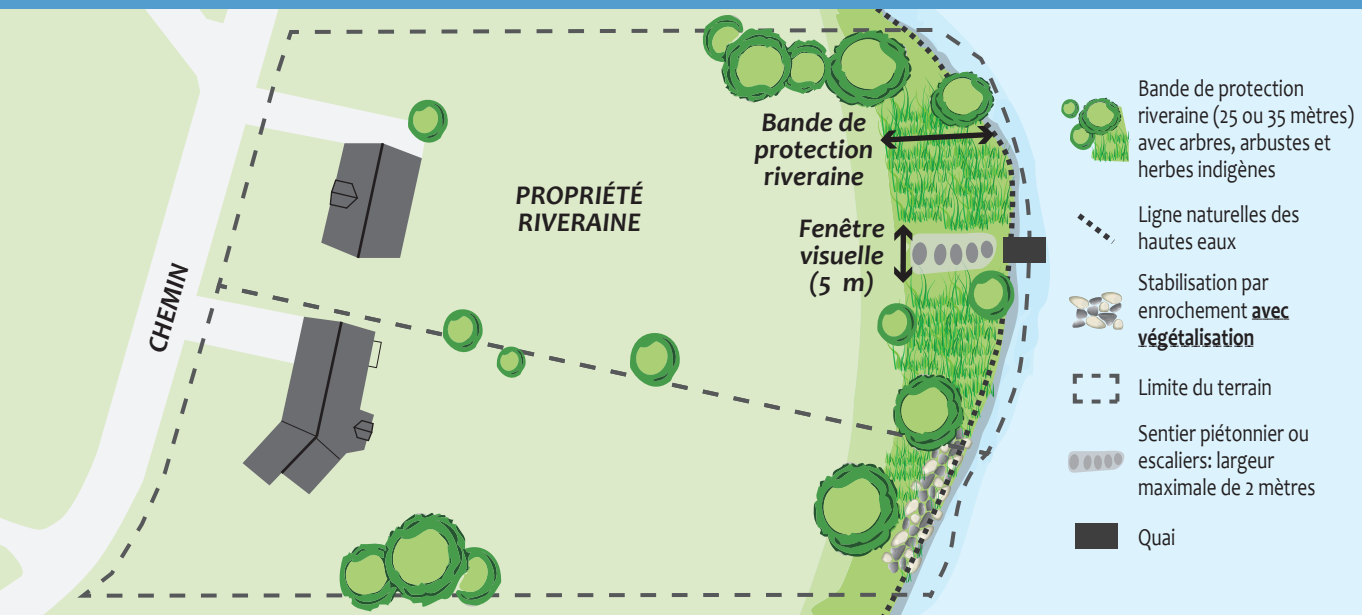 Bande de
protection
riveraine
PROPRIÉTÉ
RIVERAINE
Fenêtre
visuelle
(5 m)
CHEMIN
Bande de protection
riveraine (25 ou 35 mètres)
avec arbres, arbustes et
herbes indigènes
Ligne naturelles des
hautes eaux
Stabilisation par
enrochement avec
végétalisation
Limite du terrain
Sentier piétonnier ou
escaliers: largeur
maximale de 2 mètres
Quai